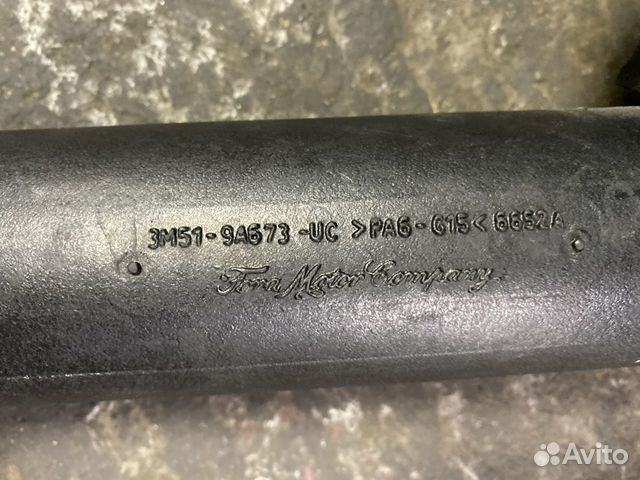 3M51-9A673-UC >PA6-G15< 6652A
Ford Motor Company
Avito